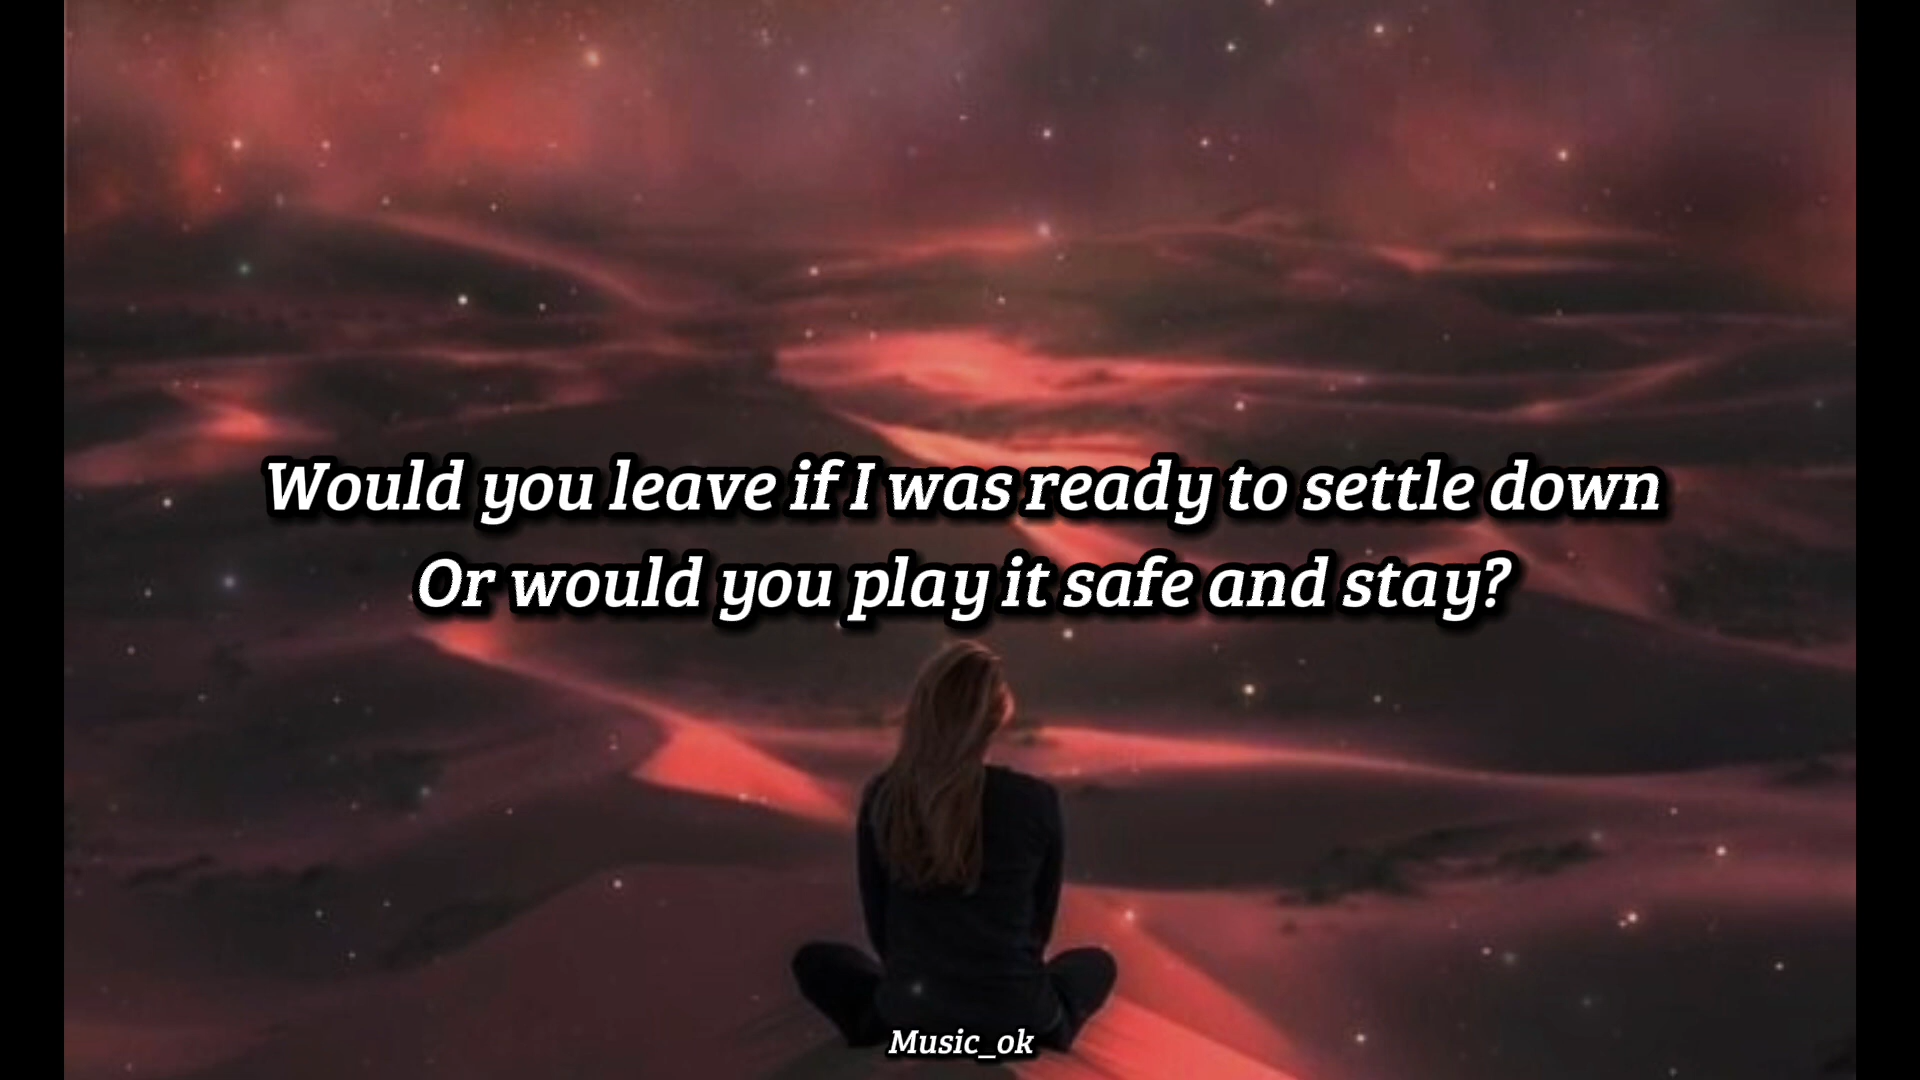 Would you leave if I was ready to settle down
Or would you play it safe and stay?
Music_ok